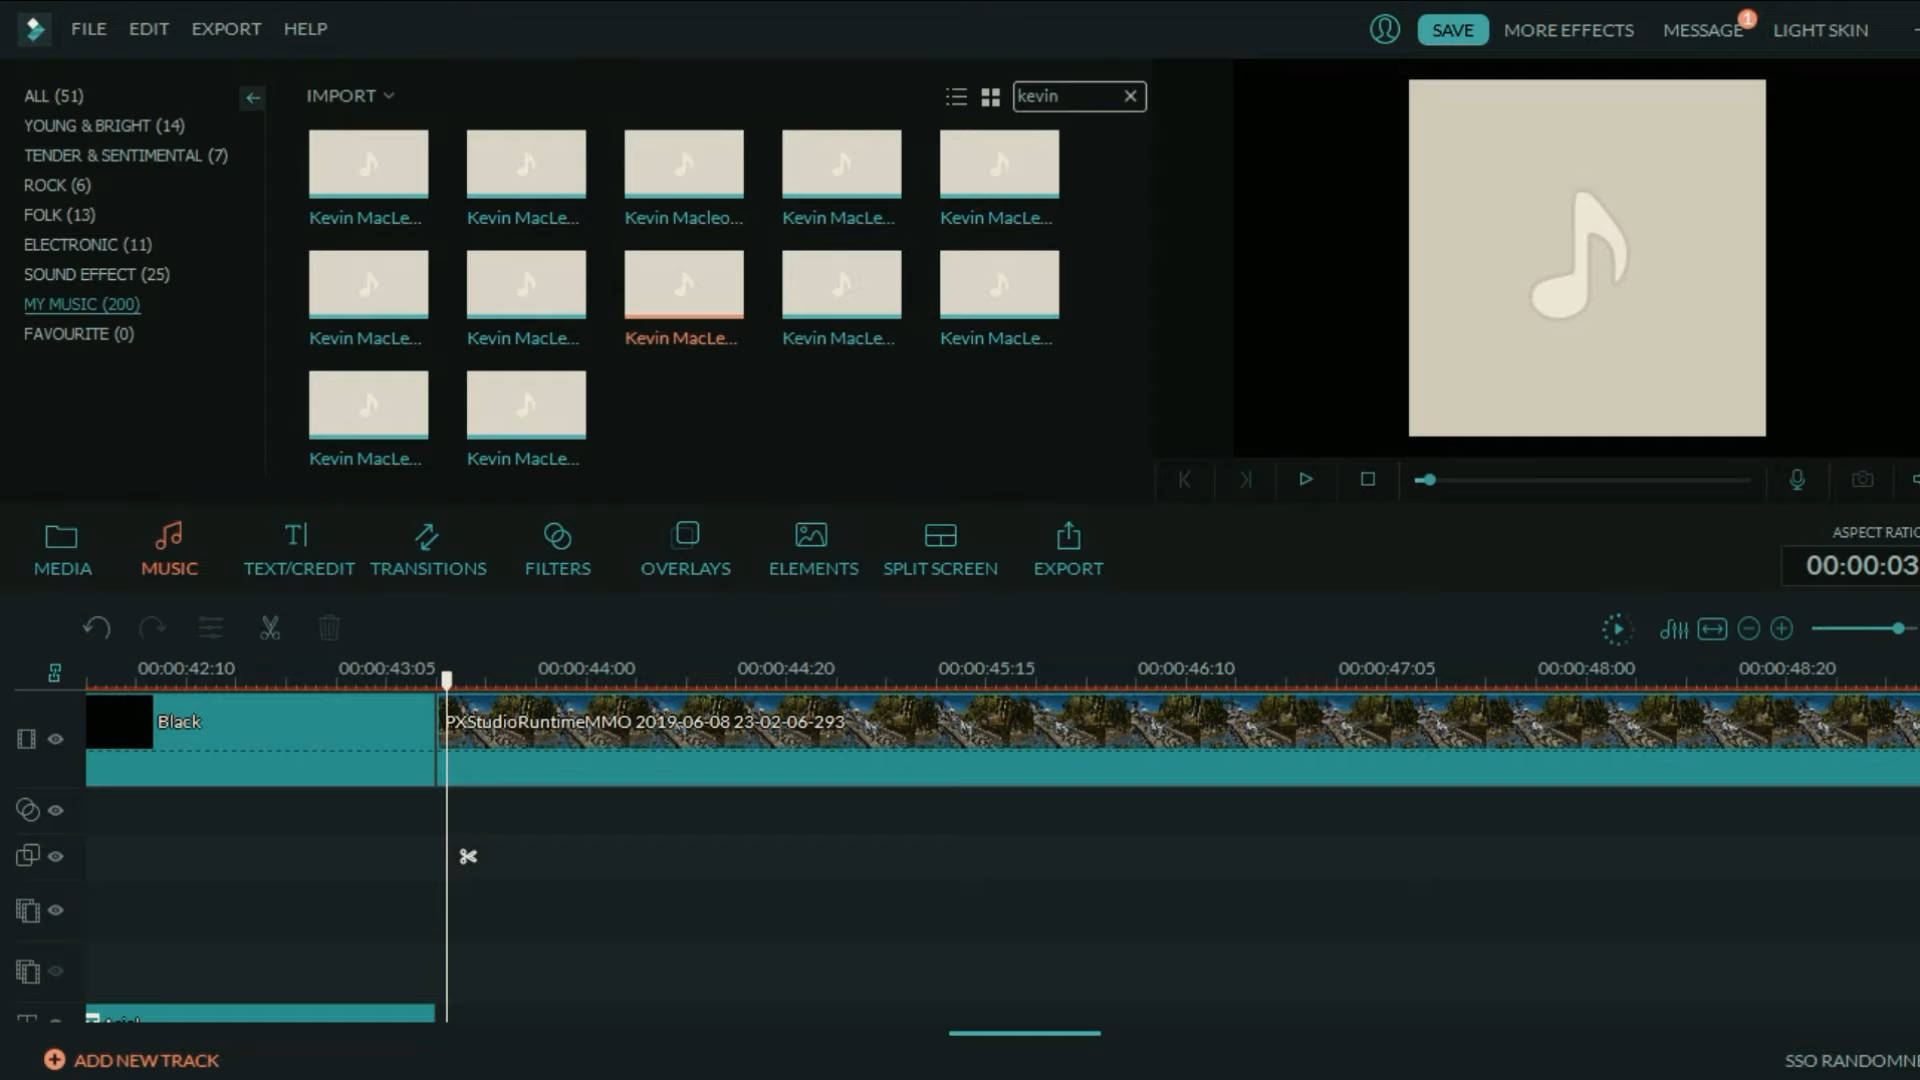 FILE EDIT EXPORT HELP
SAVE MORE EFFECTS MESSAGE 1 LIGHT SKIN
ALL (51)
YOUNG & BRIGHT (14)
TENDER & SENTIMENTAL (7)
ROCK (6)
FOLK (13)
ELECTRONIC (11)
SOUND EFFECT (25)
MY MUSIC (200)
FAVOURITE (0)
IMPORT
kevin
Kevin MacLe... Kevin MacLe... Kevin Macleo... Kevin MacLe... Kevin MacLe...
Kevin MacLe... Kevin MacLe... Kevin MacLe... Kevin MacLe... Kevin MacLe...
Kevin MacLe... Kevin MacLe...
MEDIA MUSIC TEXT/CREDIT TRANSITIONS FILTERS OVERLAYS ELEMENTS SPLIT SCREEN EXPORT
ASPECT RATIO
00:00:03
00:00:42:10 00:00:43:05 00:00:44:00 00:00:44:20 00:00:45:15 00:00:46:10 00:00:47:05 00:00:48:00 00:00:48:20
Black
PXStudioRuntimeMMO 2019-06-08 23-02-06-293
ADD NEW TRACK
SSO RANDOMNE